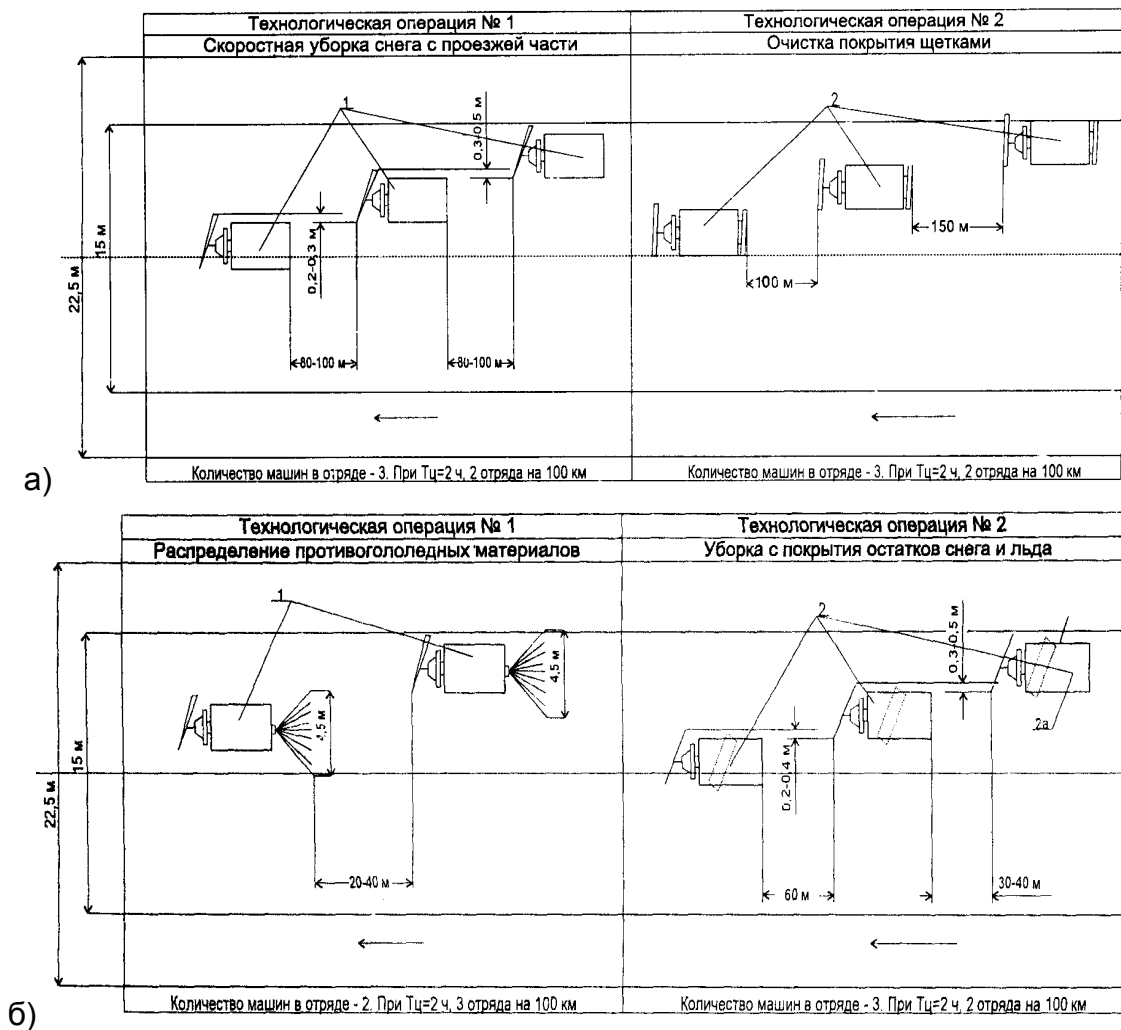 Технологическая операция № 1
Скоростная уборка снега с проезжей части
1
0,3-0,5 м
0,2-0,3 м
15 м
22,5 м
80-100 м
80-100 м
Количество машин в отряде - 3. При Тц=2 ч, 2 отряда на 100 км
Технологическая операция № 2
Очистка покрытия щетками
2
150 м
100 м
Количество машин в отряде - 3. При Тц=2 ч, 2 отряда на 100 км
а)
Технологическая операция № 1
Распределение противогололедных материалов
1
4,5 м
4,5 м
15 м
22,5 м
20-40 м
Количество машин в отряде - 2. При Тц=2 ч, 3 отряда на 100 км
Технологическая операция № 2
Уборка с покрытия остатков снега и льда
2
0,3-0,5 м
2а
0,2-0,4 м
60 м
30-40 м
Количество машин в отряде - 3. При Тц=2 ч, 2 отряда на 100 км
б)